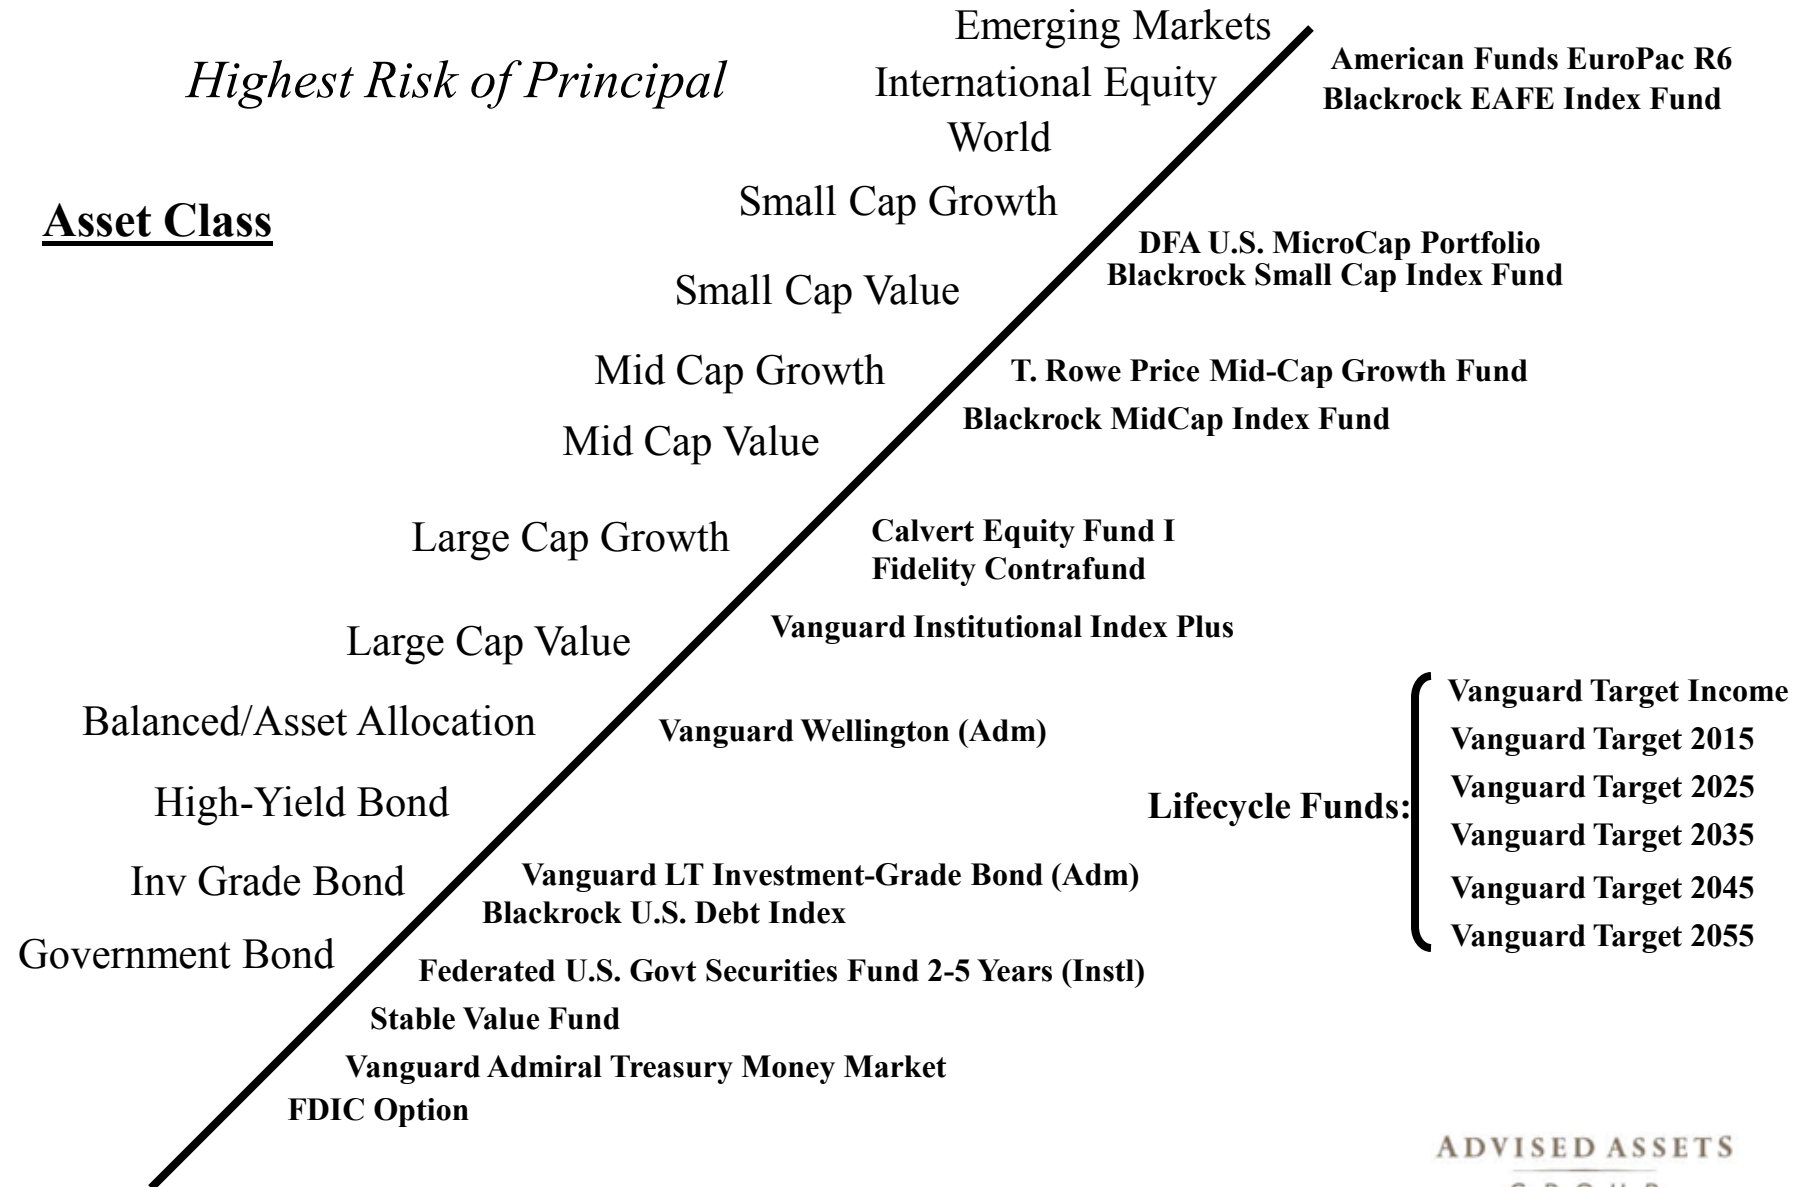 Emerging Markets
Highest Risk of Principal
International Equity
World
American Funds EuroPac R6
Blackrock EAFE Index Fund
Asset Class
Small Cap Growth
Small Cap Value
DFA U.S. MicroCap Portfolio
Blackrock Small Cap Index Fund
Mid Cap Growth
T. Rowe Price Mid-Cap Growth Fund
Mid Cap Value
Blackrock MidCap Index Fund
Large Cap Growth
Calvert Equity Fund I
Fidelity Contrafund
Large Cap Value
Vanguard Institutional Index Plus
Balanced/Asset Allocation
Vanguard Wellington (Adm)
High-Yield Bond
Lifecycle Funds:
Vanguard Target Income
Vanguard Target 2015
Vanguard Target 2025
Vanguard Target 2035
Vanguard Target 2045
Vanguard Target 2055
Inv Grade Bond
Vanguard LT Investment-Grade Bond (Adm)
Blackrock U.S. Debt Index
Government Bond
Federated U.S. Govt Securities Fund 2-5 Years (Instl)
Stable Value Fund
Vanguard Admiral Treasury Money Market
FDIC Option
ADVISED ASSETS